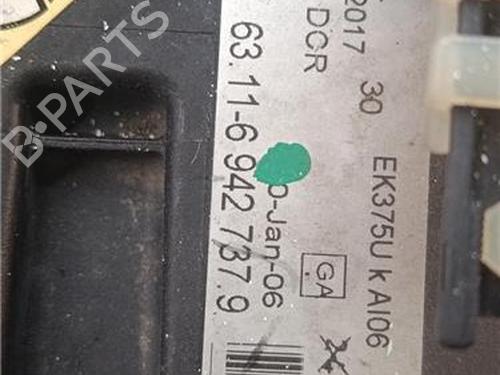 2017 30 EK375U k AI06
DCR
-Jan-06 GA
63.11-6 942 737.9
B-PARTS